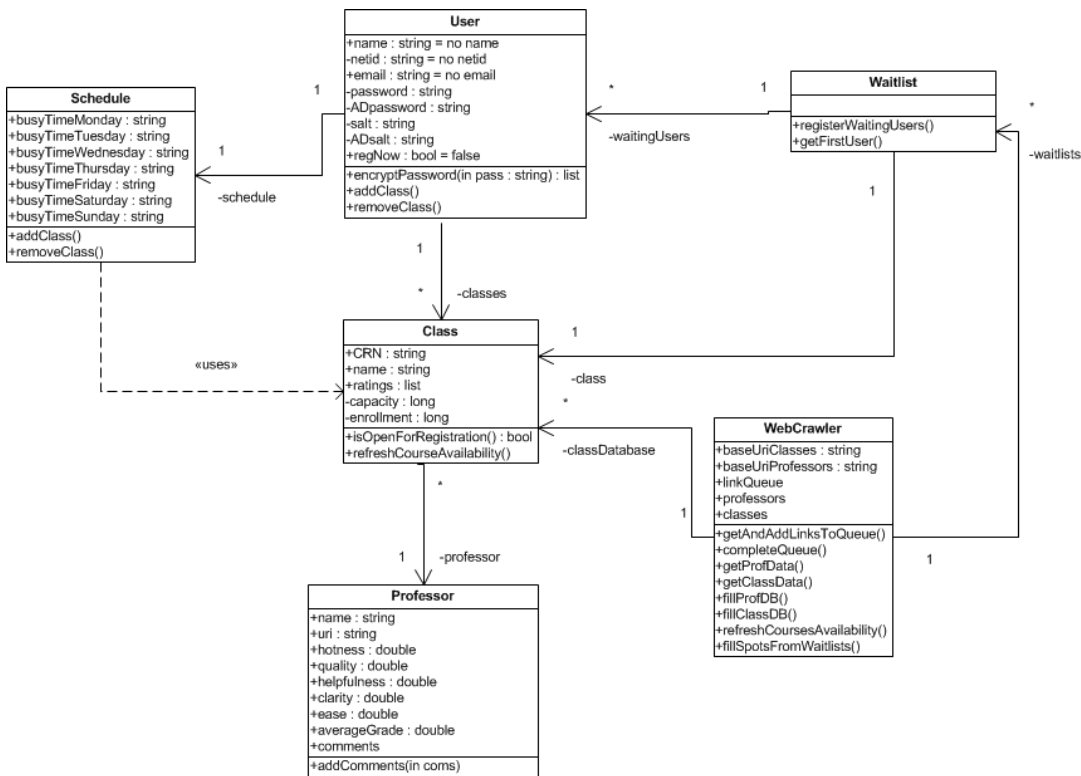 User
+name : string = no name
-netid : string = no netid
+email : string = no email
-password : string
-ADpassword : string
-salt : string
-ADsalt : string
+regNow : bool = false
+encryptPassword(in pass : string) : list
+addClass()
+removeClass()
Schedule
+busyTimeMonday : string
+busyTimeTuesday : string
+busyTimeWednesday : string
+busyTimeThursday : string
+busyTimeFriday : string
+busyTimeSaturday : string
+busyTimeSunday : string
+addClass()
+removeClass()
1
1
-schedule
*
1
-waitingUsers
Waitlist
+registerWaitingUsers()
+getFirstUser()
*
-waitlists
1
1
*
-classes
«uses»
Class
+CRN : string
+name : string
+ratings : list
-capacity : long
-enrollment : long
+isOpenForRegistration() : bool
+refreshCourseAvailability()
1
-class
*
-classDatabase
WebCrawler
+baseUriClasses : string
+baseUriProfessors : string
+linkQueue
+professors
+classes
+getAndAddLinksToQueue()
+completeQueue()
+getProfData()
+getClassData()
+fillProfDB()
+fillClassDB()
+refreshCoursesAvailability()
+fillSpotsFromWaitlists()
1
1
*
1
-professor
Professor
+name : string
+uri : string
+hotness : double
+quality : double
+helpfulness : double
+clarity : double
+ease : double
+averageGrade : double
+comments
+addComments(in coms)